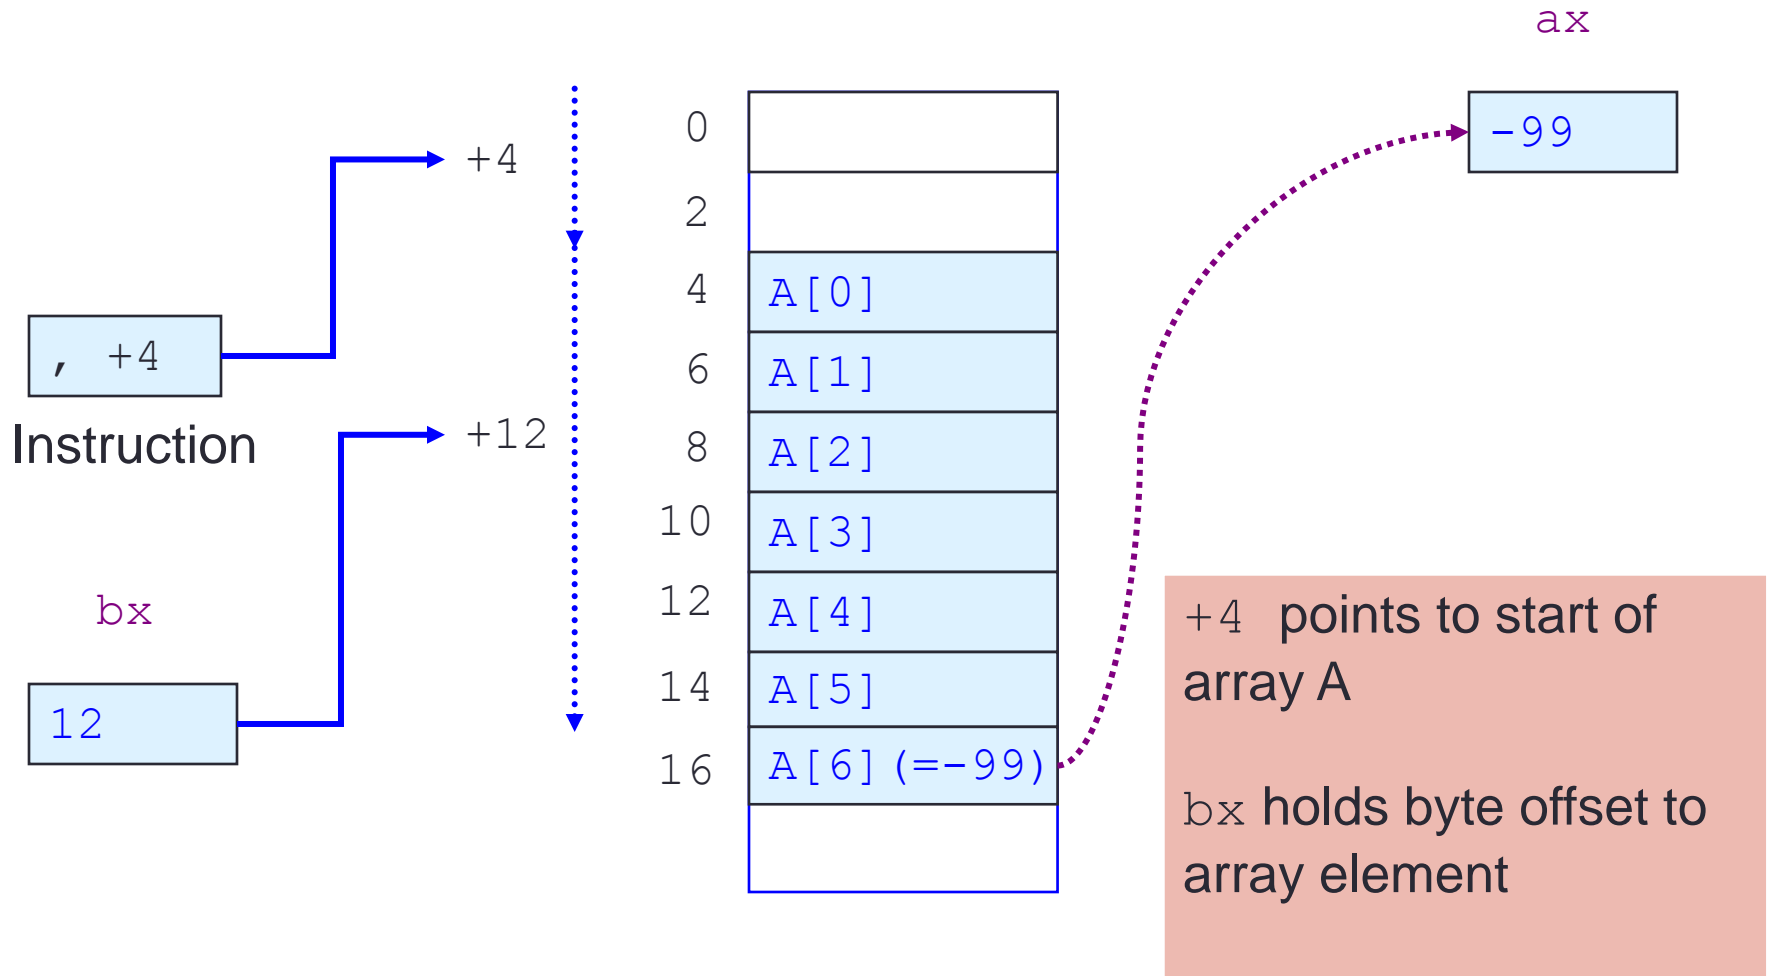 ax
-99
0
+4
2
4
A[0]
, +4
6
A[1]
Instruction
+12
8
A[2]
10
A[3]
bx
12
A[4]
12
14
A[5]
16
A[6](=-99)
+4 points to start of
array A
bx holds byte offset to
array element